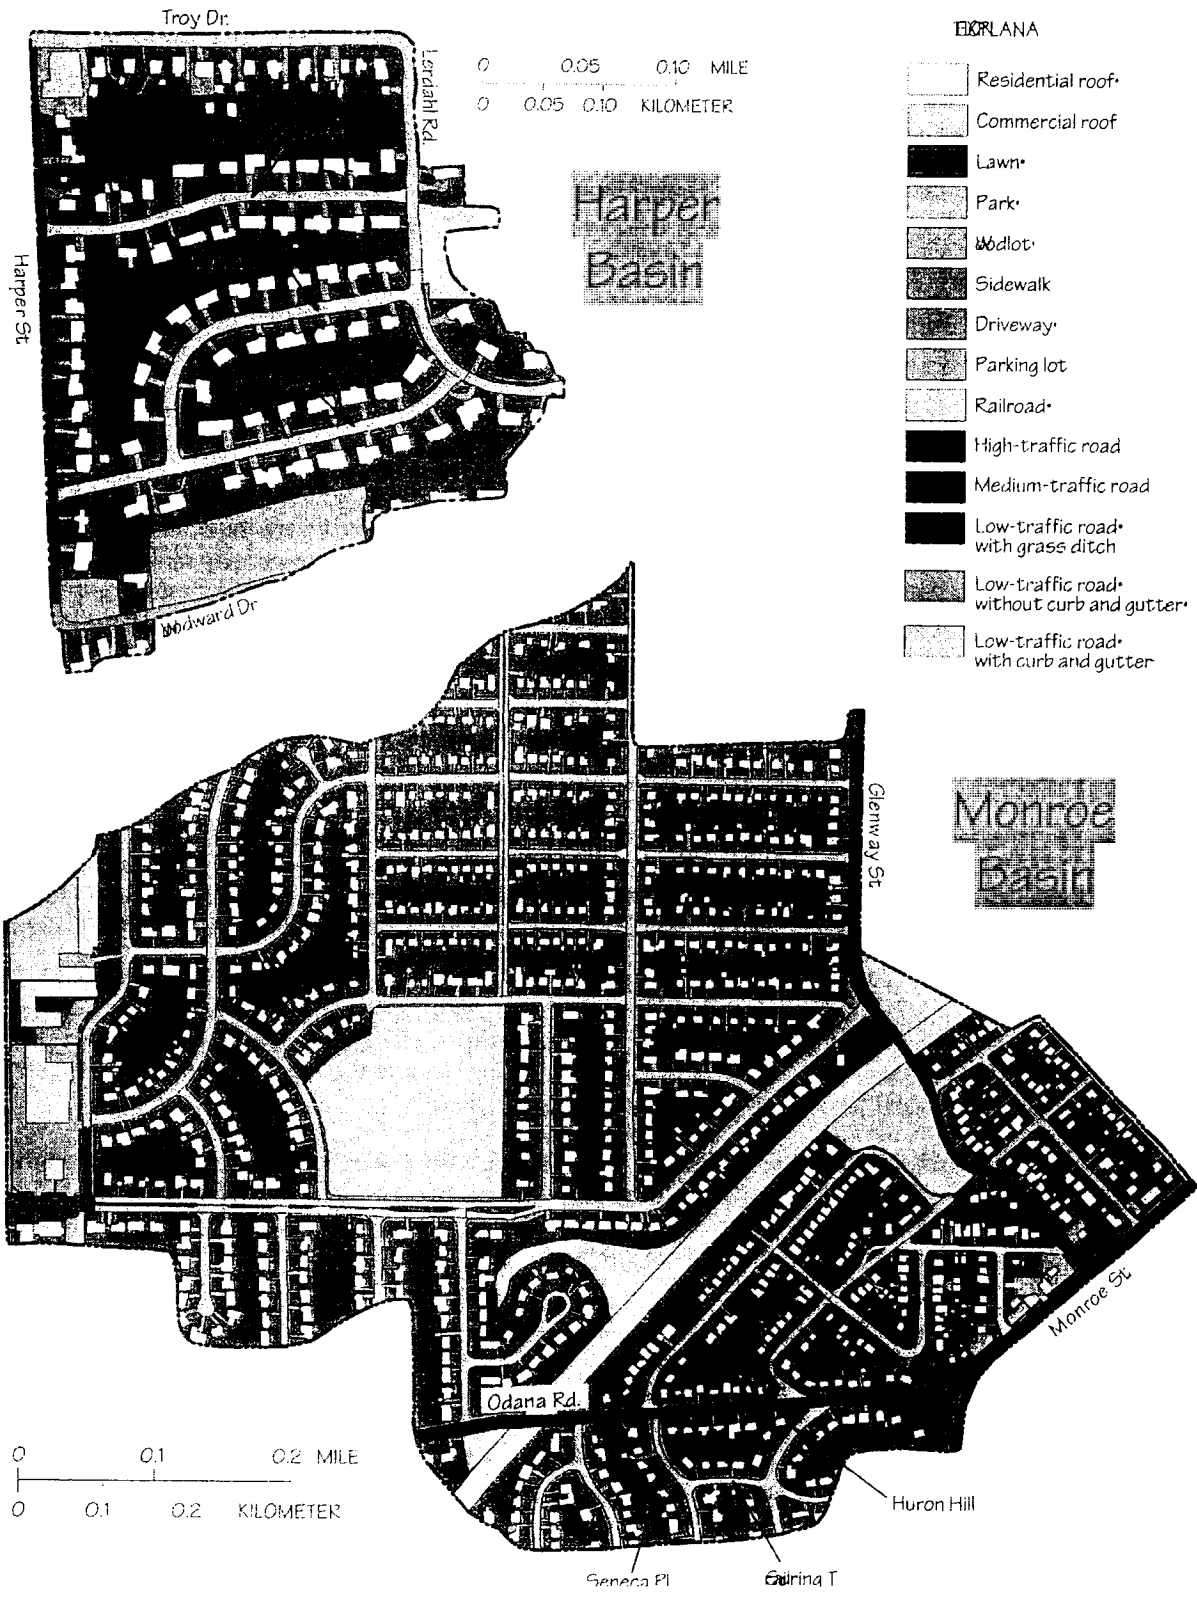 Troy Dr.
Lerdahl Rd.
0 0.05 0.10 MILE
0 0.05 0.10 KILOMETER
Harper
Basin
Harper St.
Woodward Dr
Residential roof
Commercial roof
Lawn
Park
Sidewalk
Driveway
Parking lot
Railroad
High-traffic road
Medium-traffic road
Low-traffic road
with grass ditch
Low-traffic road
without curb and gutter
Low-traffic road
with curb and gutter
Glenway St
Monroe
Basin
Monroe St.
Odana Rd.
0 0.1 0.2 MILE
0 0.1 0.2 KILOMETER
Huron Hill
Seneca Pl